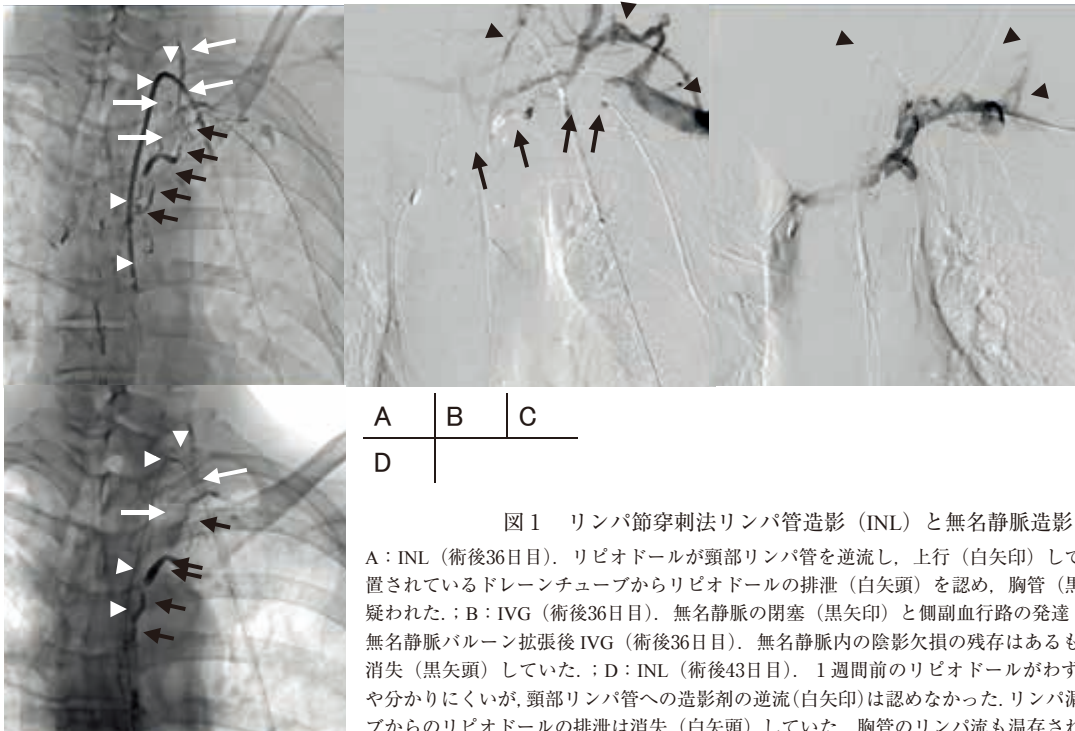 A B C
D
図1 リンパ節穿刺法リンパ管造影（INL）と無名静脈造影
A：INL（術後36日目）．リピオドールが頸部リンパ管を逆流し，上行（白矢印）して
置されているドレーンチューブからリピオドールの排泄（白矢頭）を認め，胸管（黒
疑われた．；B：IVG（術後36日目）．無名静脈の閉塞（黒矢印）と側副血行路の発達
無名静脈バルーン拡張後 IVG（術後36日目）．無名静脈内の陰影欠損の残存はあるも
消失（黒矢頭）していた．；D：INL（術後43日目）．1週間前のリピオドールがわず
や分かりにくいが，頸部リンパ管への造影剤の逆流（白矢印）は認めなかった．リンパ漏
ブからのリピオドールの排泄は消失（白矢頭）していた．胸管のリンパ流も温存され